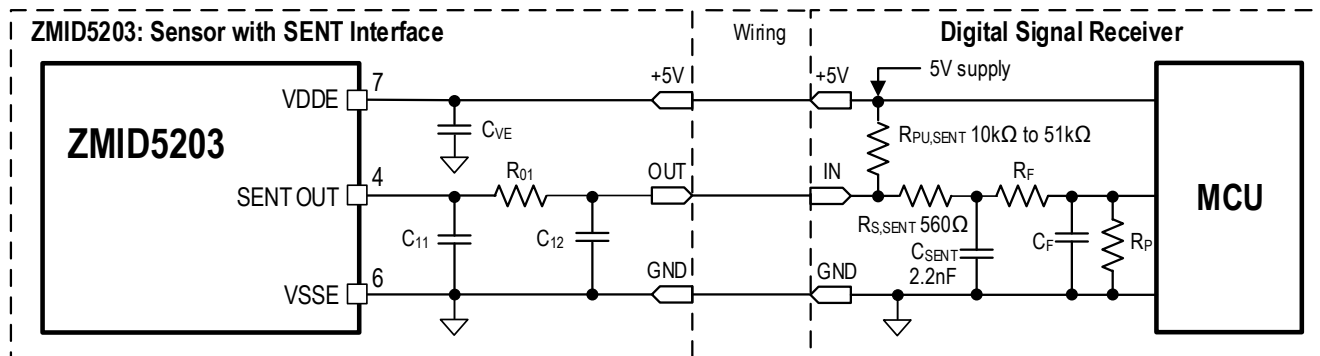 ZMID5203: Sensor with SENT Interface
Wiring
Digital Signal Receiver
7
+5V
+5V
5V supply
VDDE
CVE
ZMID5203
RPU,SENT 10kΩ to 51kΩ
4
R01
OUT
IN
RF
SENT OUT
MCU
RS,SENT 560Ω
C11
C12
CSENT
2.2nF
CF
RP
6
GND
GND
VSSE